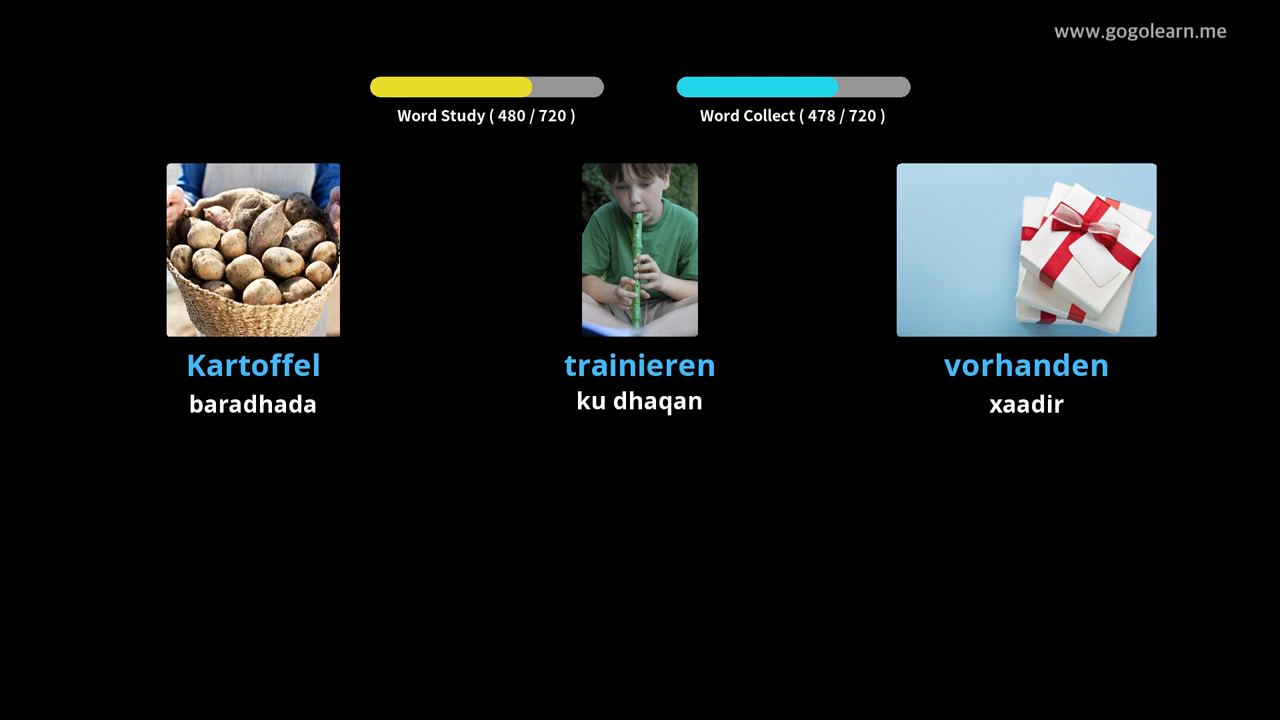 www.gogolearn.me
Word Study ( 480 / 720 )
Word Collect ( 478 / 720 )
Kartoffel
baradhada
trainieren
ku dhaqan
vorhanden
xaadir